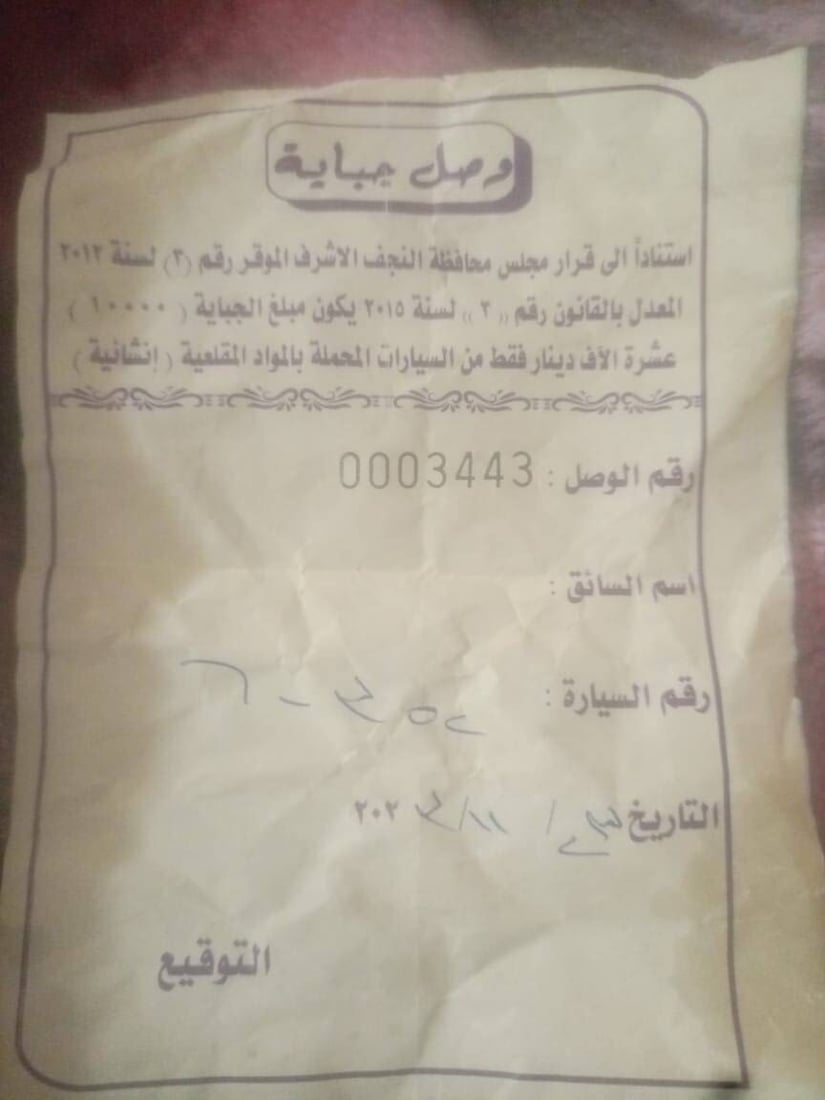 وصل جباية
استناداً الى قرار مجلس محافظة النجف الاشرف الموقر رقم (٣) لسنة ٢٠١٢
المعدل بالقانون رقم ,, ٣ ,, لسنة ٢٠١٥ يكون مبلغ الجباية ( ١٠٠٠٠ )
عشرة الآف دينار فقط من السيارات المحملة بالمواد المقلعية ( إنشائية )
رقم الوصل : 0003443
اسم السائق :
رقم السيارة :
التاريخ / ١١/ ٢٠٢
التوقيع